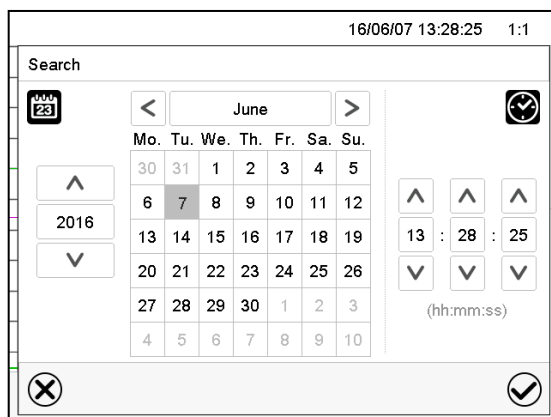 16/06/07 13:28:25 1:1
Search
23
< June >
Mo. Tu. We. Th. Fr. Sa. Su.
30 31 1 2 3 4 5
6 7 8 9 10 11 12
2016
13 14 15 16 17 18 19
13 : 28 : 25
20 21 22 23 24 25 26
27 28 29 30 1 2 3
(hh:mm:ss)
4 5 6 7 8 9 10